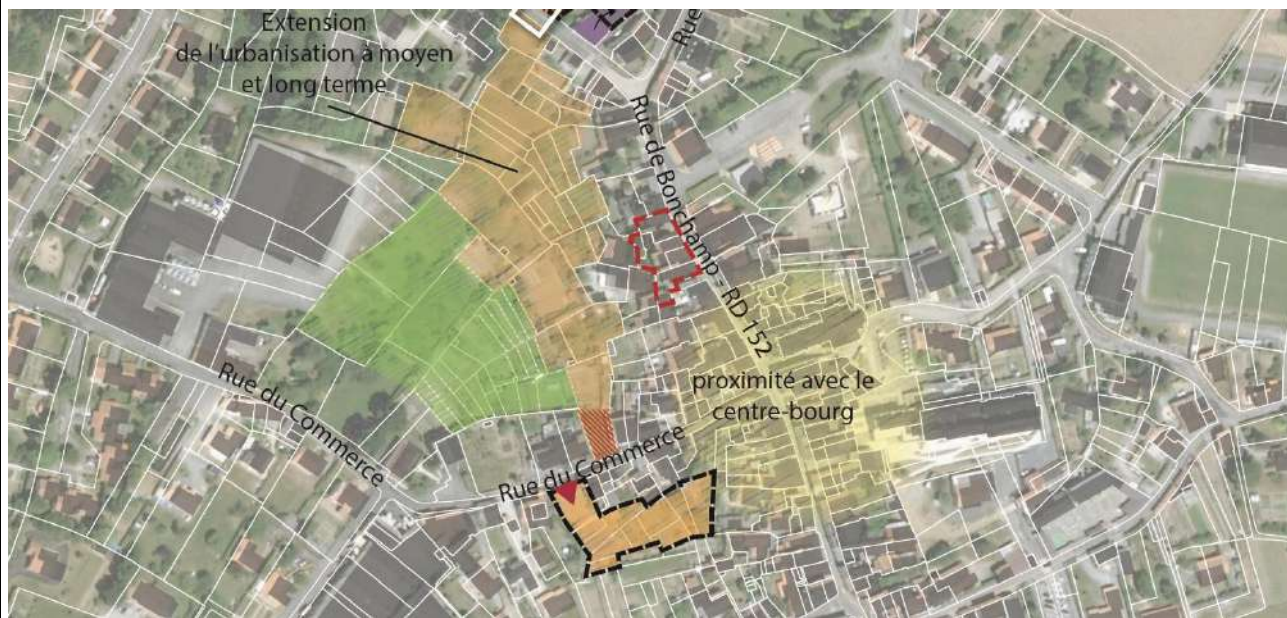 Extension
de l'urbanisation à moyen
et long terme
Rue
Rue de Bonchamp - RD 152
proximité avec le
centre-bourg
Rue du Commerce
Rue du Commerce